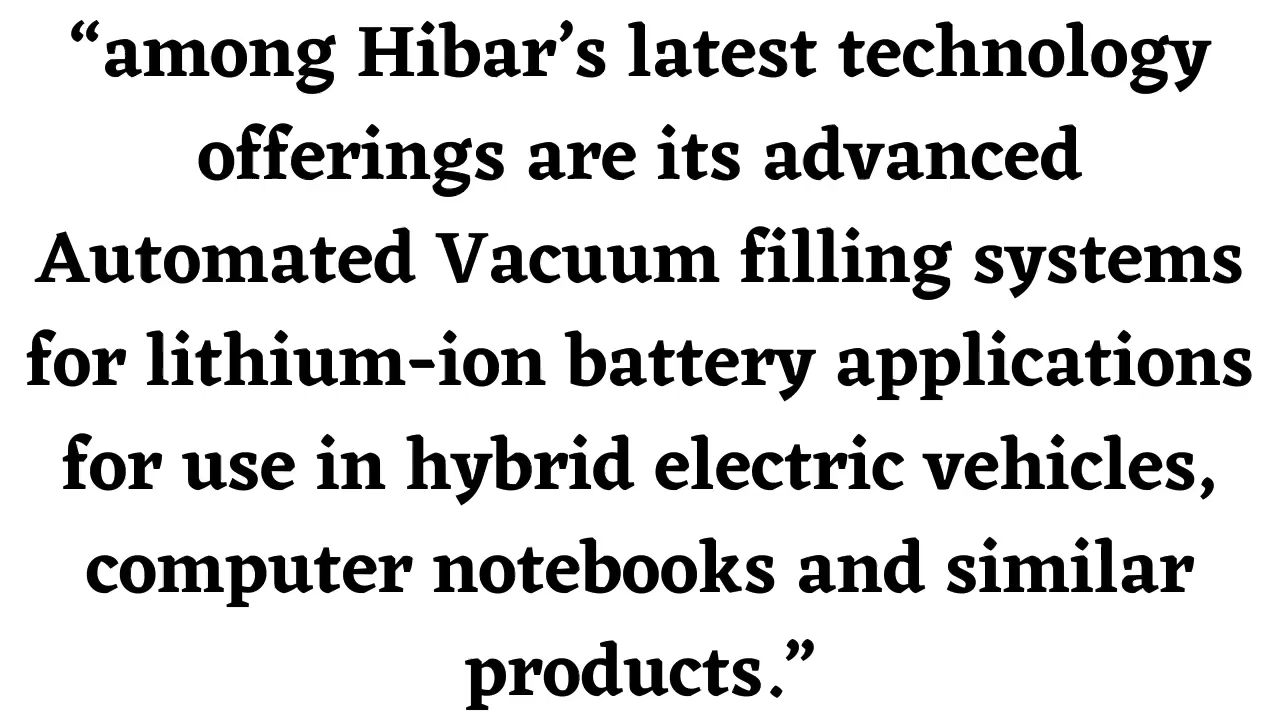 “among Hibar’s latest technology
offerings are its advanced
Automated Vacuum filling systems
for lithium-ion battery applications
for use in hybrid electric vehicles,
computer notebooks and similar
products.”